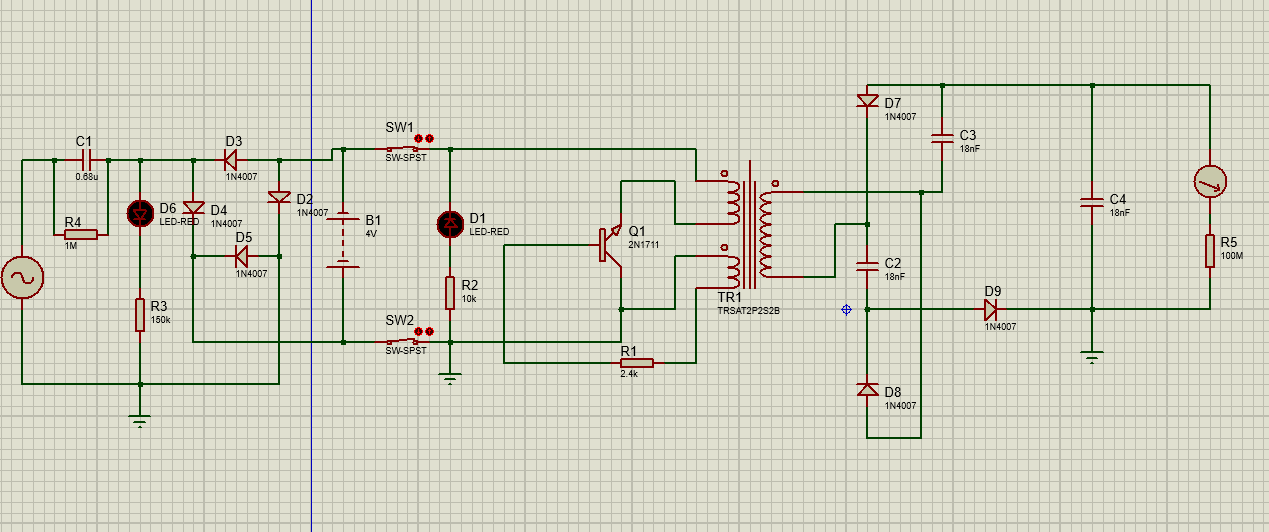 C1
0.68u
R4
1M
D6
LED-RED
R3
150k
D3
1N4007
D4
1N4007
D5
1N4007
D2
1N4007
B1
4V
SW1
SW-SPST
SW2
SW-SPST
D1
LED-RED
R2
10k
Q1
2N1711
R1
2.4k
TR1
TRSAT2P2S2B
D7
1N4007
C3
18nF
C2
18nF
D8
1N4007
D9
1N4007
C4
18nF
R5
100M